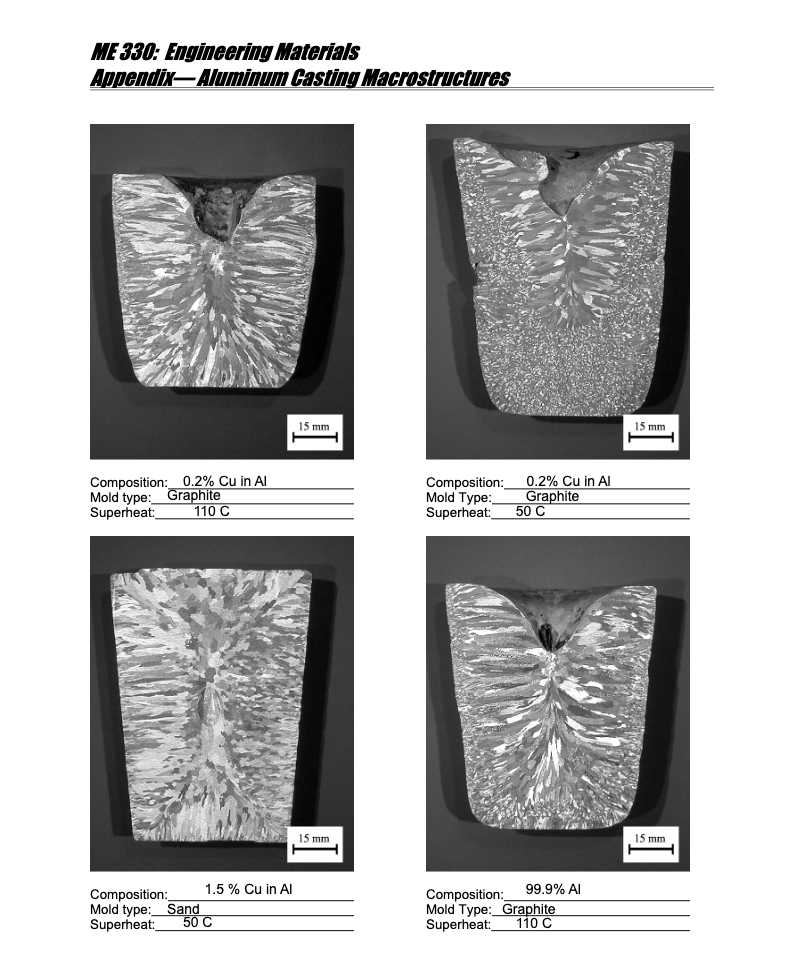 ME 330: Engineering Materials
Appendix—Aluminum Casting Macrostructures
15 mm
15 mm
Composition: 0.2% Cu in Al
Mold type: Graphite
Superheat: 110 C
Composition: 0.2% Cu in Al
Mold Type: Graphite
Superheat: 50 C
15 mm
15 mm
Composition: 1.5 % Cu in Al
Mold type: Sand
Superheat: 50 C
Composition: 99.9% Al
Mold Type: Graphite
Superheat: 110 C